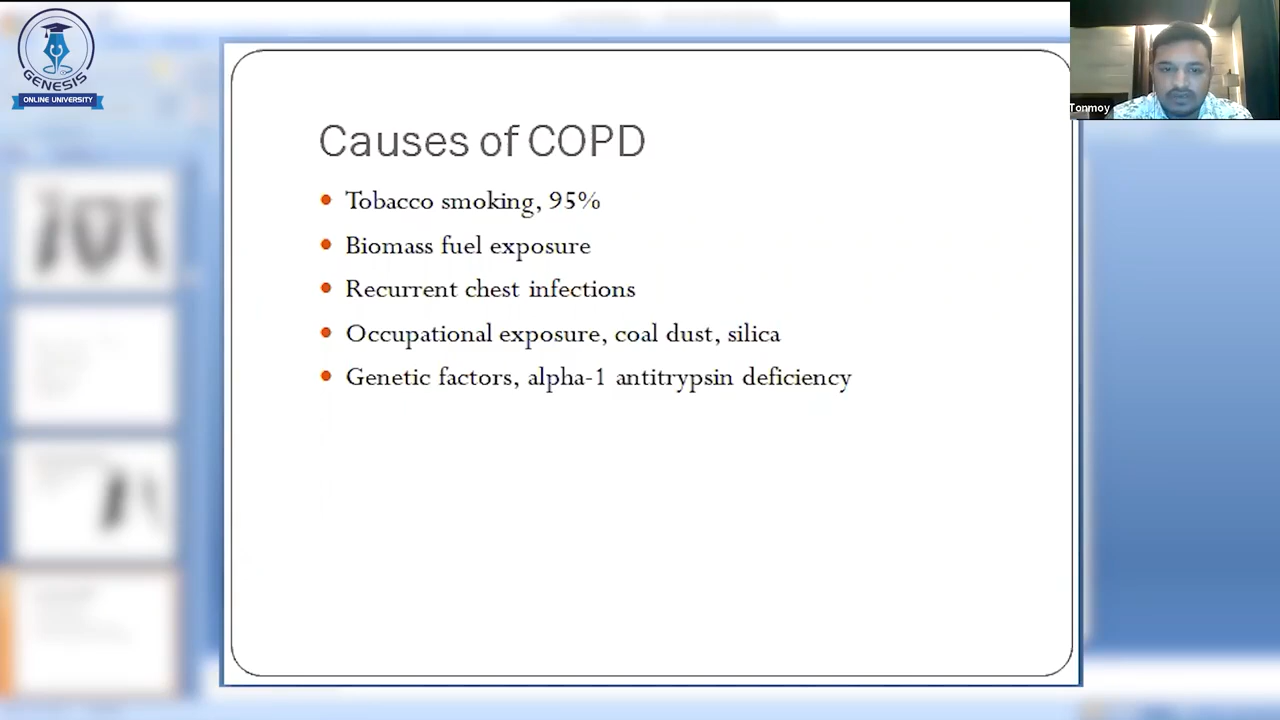 GENESIS
ONLINE UNIVERSITY
Tonmoy
Causes of COPD
Tobacco smoking, 95%
Biomass fuel exposure
Recurrent chest infections
Occupational exposure, coal dust, silica
Genetic factors, alpha-1 antitrypsin deficiency